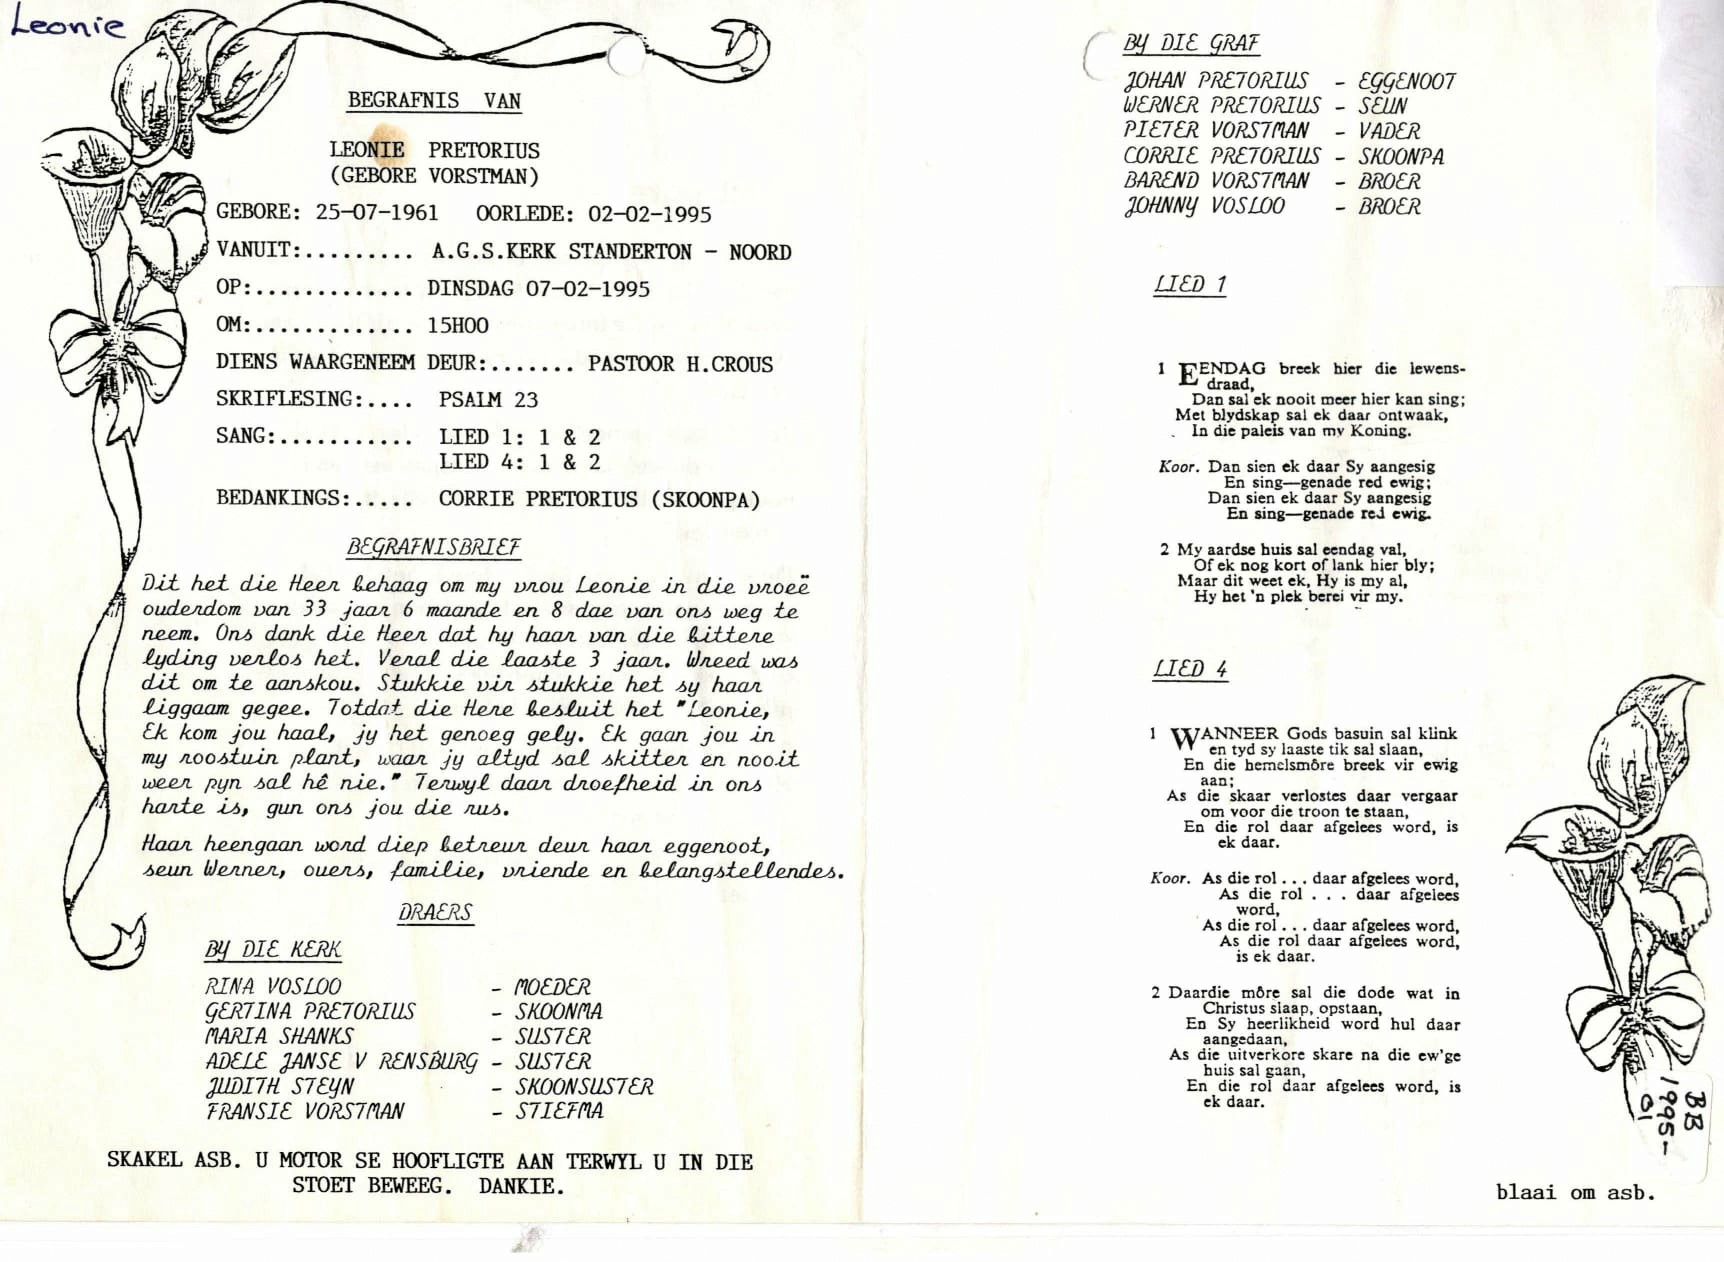 Leonie
BEGRAFNIS VAN
LEONIE PRETORIUS
(GEBORE VORSTMAN)
GEBORE: 25-07-1961 OORLEDE: 02-02-1995
VANUIT:......... A.G.S.KERK STANDERTON - NOORD
OP:............. DINSDAG 07-02-1995
OM:............. 15H00
DIENS WAARGENEEM DEUR:....... PASTOOR H.CROUS
SKRIFLESING:.... PSALM 23
SANG:........... LIED 1: 1 & 2
LIED 4: 1 & 2
BEDANKINGS:..... CORRIE PRETORIUS (SKOONPA)
BEGRAFNISBRIEF
Dit het die Heer behaag om my vrou Leonie in die vroeë
ouderdom van 33 jaar 6 maande en 8 dae van ons weg te
neem. Ons dank die Heer dat hy haar van die bittere
lyding verlos het. Veral die laaste 3 jaar. Wreed was
dit om te aanskou. Stukkie vir stukkie het sy haar
liggaam gegee. Totdat die Here besluit het "Leonie,
Ek kom jou haal, jy het genoeg gely. Ek gaan jou in
my roostuin plant, waar jy altyd sal skitter en nooit
weer pyn sal hê nie." Terwyl daar droefheid in ons
harte is, gun ons jou die rus.
Haar heengaan word diep betreur deur haar eggenoot,
seun Werner, ouers, familie, vriende en belangstellendes.
DRAERS
BY DIE KERK
RINA VOSLOO - MOEDER
GERTINA PRETORIUS - SKOONMA
MARIA SHANKS - SUSTER
ADELE JANSE V RENSBURG - SUSTER
JUDITH STEYN - SKOONSUSTER
FRANSIE VORSTMAN - STIEFMA
SKAKEL ASB. U MOTOR SE HOOFLIGTE AAN TERWYL U IN DIE
STOET BEWEEG. DANKIE.
BY DIE GRAF
JOHAN PRETORIUS - EGGENOOT
WERNER PRETORIUS - SEUN
PIETER VORSTMAN - VADER
CORRIE PRETORIUS - SKOONPA
BAREND VORSTMAN - BROER
JOHNNY VOSLOO - BROER
LIED 1
1 EENDAG breek hier die lewens-
draad,
Dan sal ek nooit meer hier kan sing;
Met blydskap sal ek daar ontwaak,
In die paleis van my Koning.
Koor. Dan sien ek daar Sy aangesig
En sing—genade red ewig;
Dan sien ek daar Sy aangesig
En sing—genade red ewig.
2 My aardse huis sal eendag val,
Of ek nog kort of lank hier bly;
Maar dit weet ek, Hy is my al,
Hy het 'n plek berei vir my.
LIED 4
1 WANNEER Gods basuin sal klink
en tyd sy laaste tik sal slaan,
En die hemelsmôre breek vir ewig
aan;
As die skaar verlostes daar vergaar
om voor die troon te staan,
En die rol daar afgelees word, is
ek daar.
Koor. As die rol . . . daar afgelees word,
As die rol . . . daar afgelees
word,
As die rol . . . daar afgelees word,
As die rol daar afgelees word,
is ek daar.
2 Daardie môre sal die dode wat in
Christus slaap, opstaan,
En Sy heerlikheid word hul daar
aangedaan,
As die uitverkore skare na die ew'ge
huis sal gaan,
En die rol daar afgelees word, is
ek daar.
BB
1995-
01
blaai om asb.